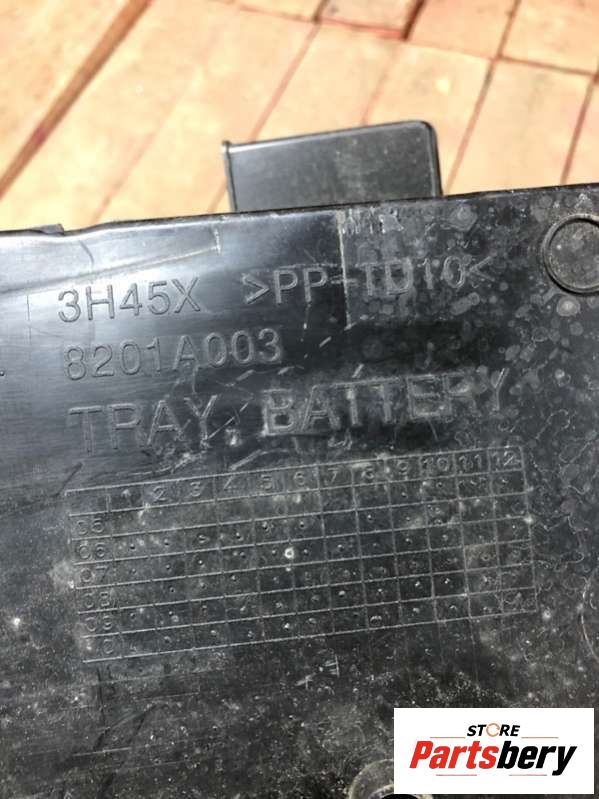 3H45X >PP-TD10<
8201A003
TRAY, BATTERY
1 2 3 4 5 6 7 8 9 10 11 12
05
06
07
08
09
10
STORE
Partsbery